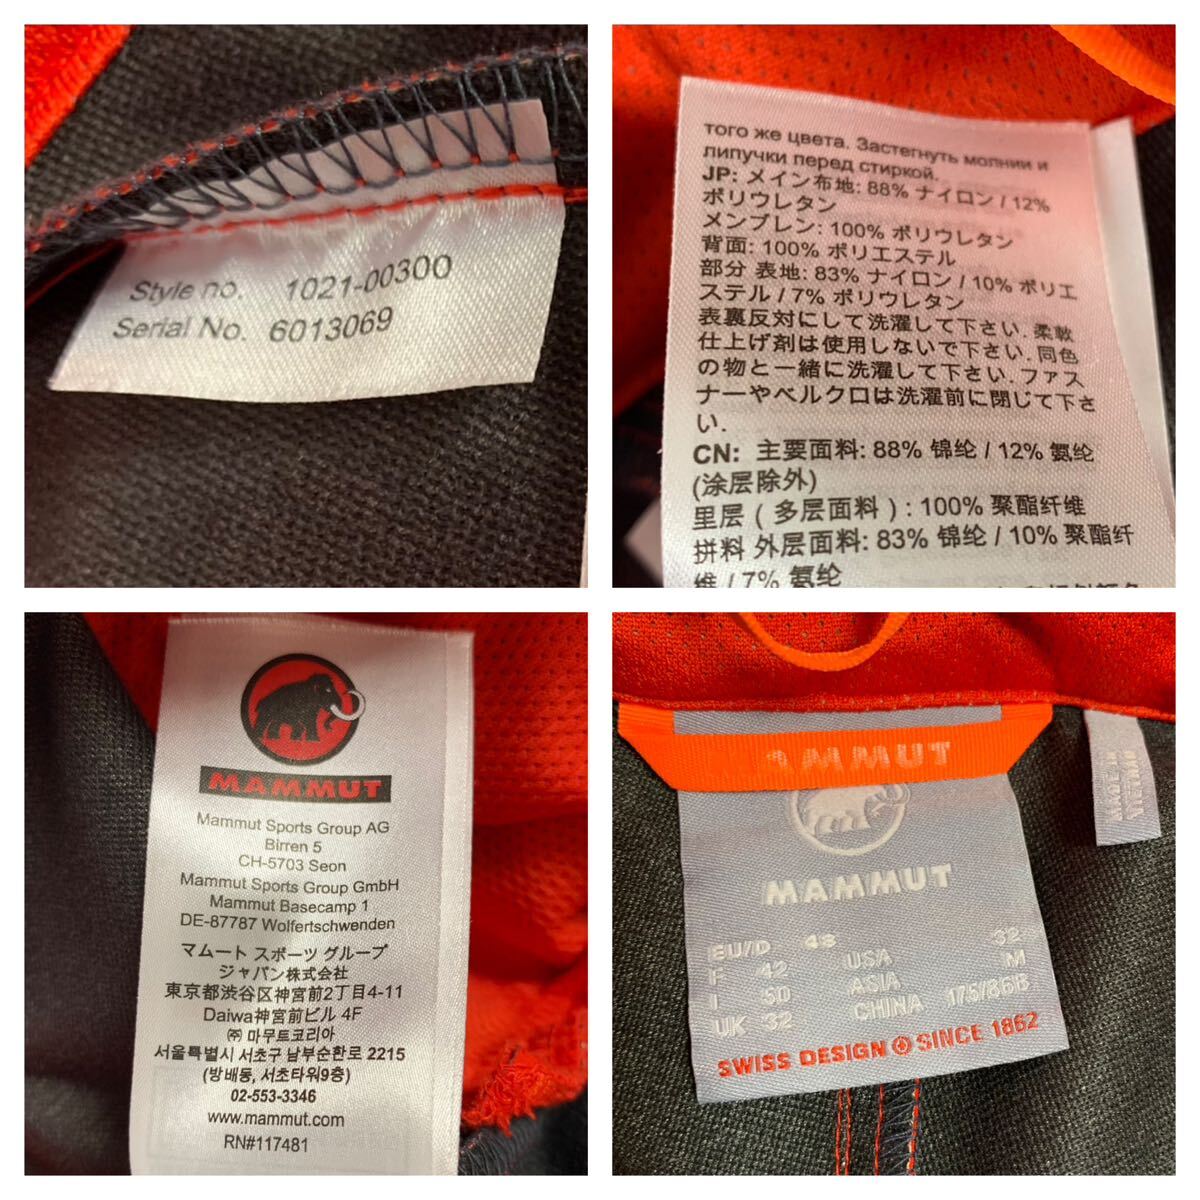 Style no. 1021-00300
Serial No. 6013069
того же цвета. Застегнуть молнии и
липучки перед стиркой.
JP: メイン布地: 88% ナイロン / 12%
ポリウレタン
メンブレン: 100% ポリウレタン
背面: 100% ポリエステル
部分 表地: 83% ナイロン / 10% ポリエ
ステル / 7% ポリウレタン
表裏反対にして洗濯して下さい. 柔軟
仕上げ剤は使用しないで下さい. 同色
の物と一緒に洗濯して下さい. ファス
ナーやベルクロは洗濯前に閉じて下さ
い.
CN: 主要面料: 88% 锦纶 / 12% 氨纶
(涂层除外)
里层 ( 多层面料 ) : 100% 聚酯纤维
拼料 外层面料: 83% 锦纶 / 10% 聚酯纤
维 / 7% 氨纶
MAMMUT
Mammut Sports Group AG
Birren 5
CH-5703 Seon
Mammut Sports Group GmbH
Mammut Basecamp 1
DE-87787 Wolfertschwenden
マムート スポーツ グループ
ジャパン株式会社
東京都渋谷区神宮前2丁目4-11
Daiwa神宮前ビル 4F
㈜ 마무트코리아
서울특별시 서초구 남부순환로 2215
(방배동, 서초타워9층)
02-553-3346
www.mammut.com
RN#117481
MAMMUT
MAMMUT
EU/D 48 USA 32
F 42 ASIA M
I 50 CHINA 175/86B
UK 32
SWISS DESIGN SINCE 1862
MADE IN
VIETNAM